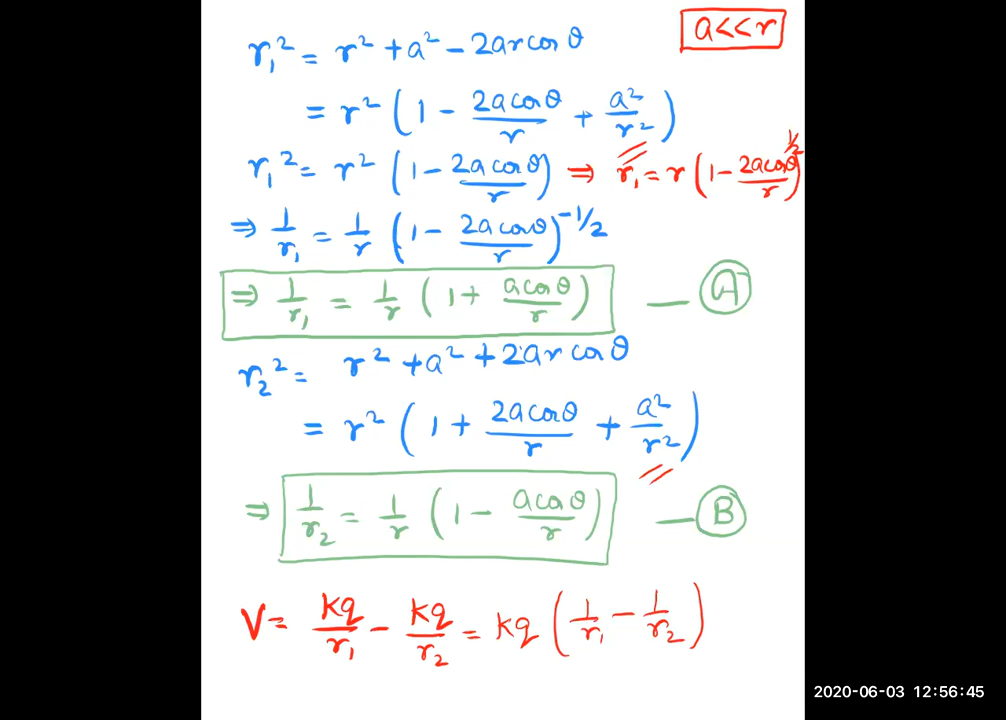 a<<r
r₁² = r² + a² - 2ar cos θ
= r² (1 - 2a cos θ/r + a²/r²)
r₁² = r² (1 - 2a cos θ/r) ⇒ r₁ = r (1 - 2a cos θ/r)^1/2
⇒ 1/r₁ = 1/r (1 - 2a cos θ/r)^-1/2
⇒ 1/r₁ = 1/r (1 + a cos θ/r) — A
r₂² = r² + a² + 2ar cos θ
= r² (1 + 2a cos θ/r + a²/r²)
⇒ 1/r₂ = 1/r (1 - a cos θ/r) — B
V = kq/r₁ - kq/r₂ = kq (1/r₁ - 1/r₂)
2020-06-03 12:56:45